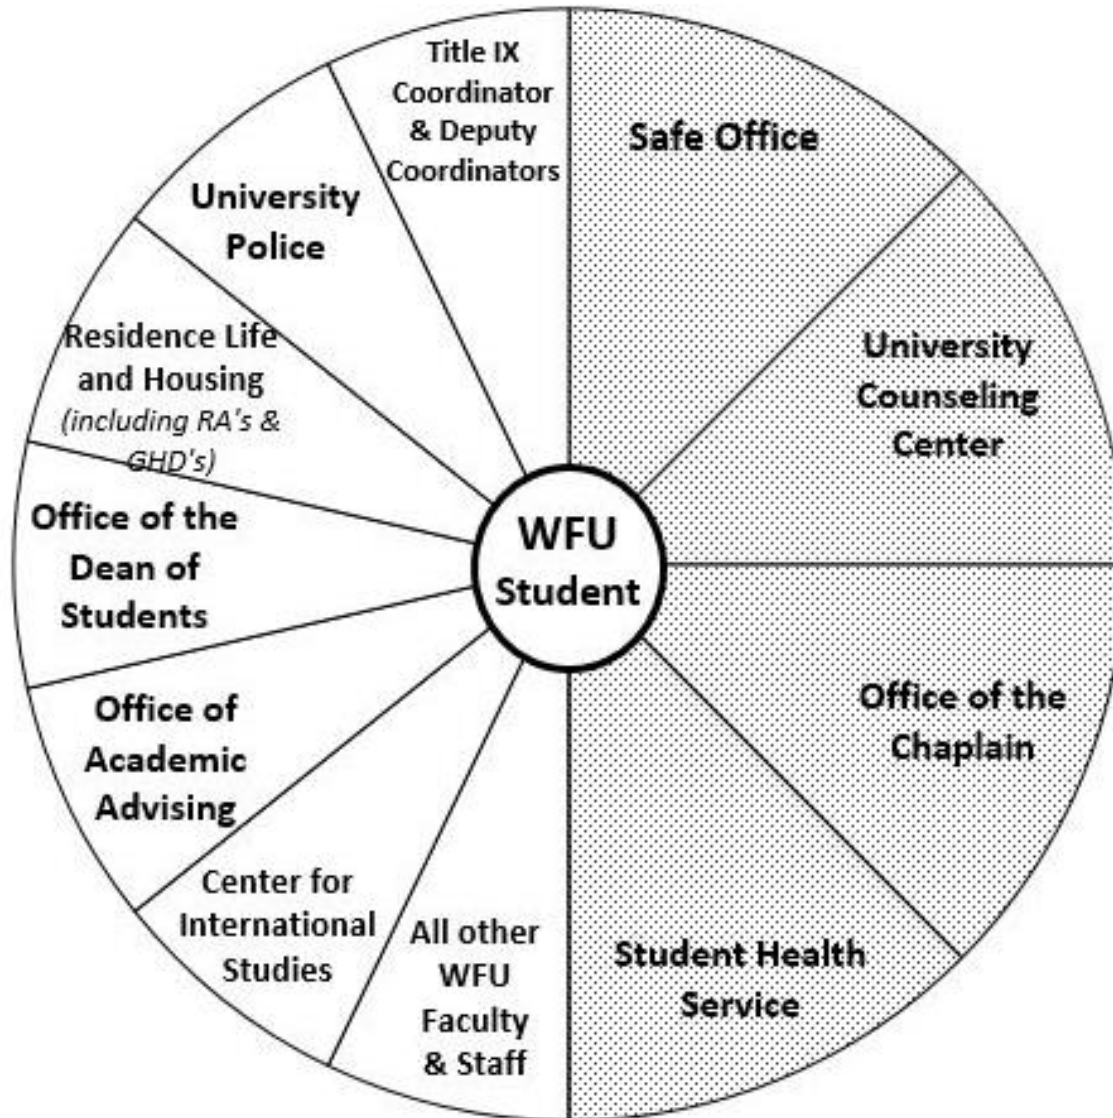 Title IX
Coordinator
& Deputy
Coordinators
Safe Office
University
Counseling
Center
Office of the
Chaplain
Student Health
Service
All other
WFU
Faculty
& Staff
Center for
International
Studies
Office of
Academic
Advising
Office of the
Dean of
Students
Residence Life
and Housing
(including RA's &
GHD's)
University
Police
WFU
Student